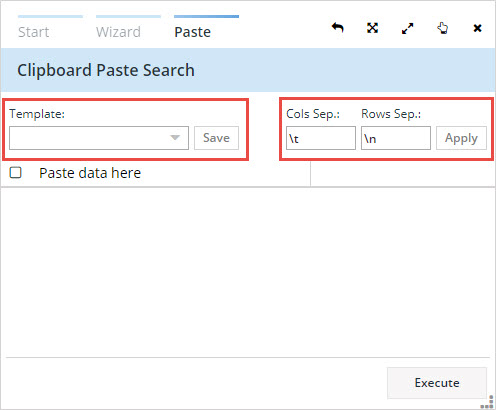 Start Wizard Paste
Clipboard Paste Search
Template: Cols Sep.: Rows Sep.:
Save \t \n Apply
Paste data here
Execute